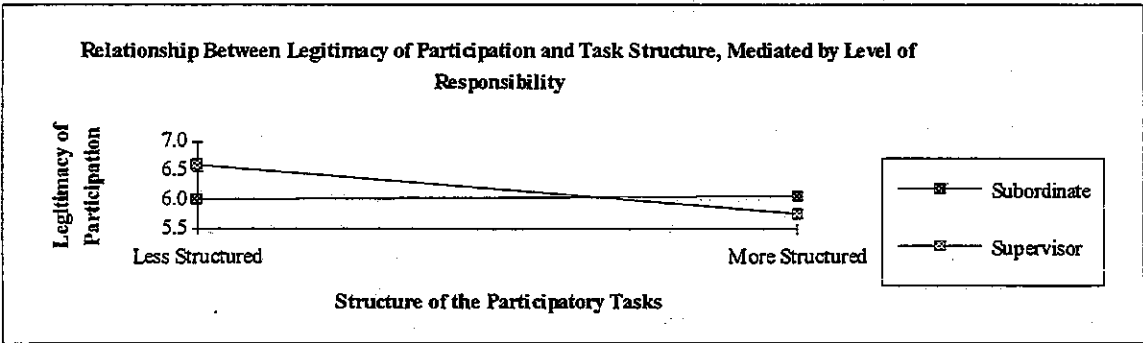 Relationship Between Legitimacy of Participation and Task Structure, Mediated by Level of
Responsibility
Legitimacy of
Participation
7.0
6.5
6.0
5.5
Less Structured
More Structured
Structure of the Participatory Tasks
Subordinate
Supervisor